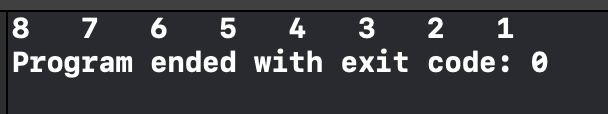 8   7   6   5   4   3   2   1
Program ended with exit code: 0